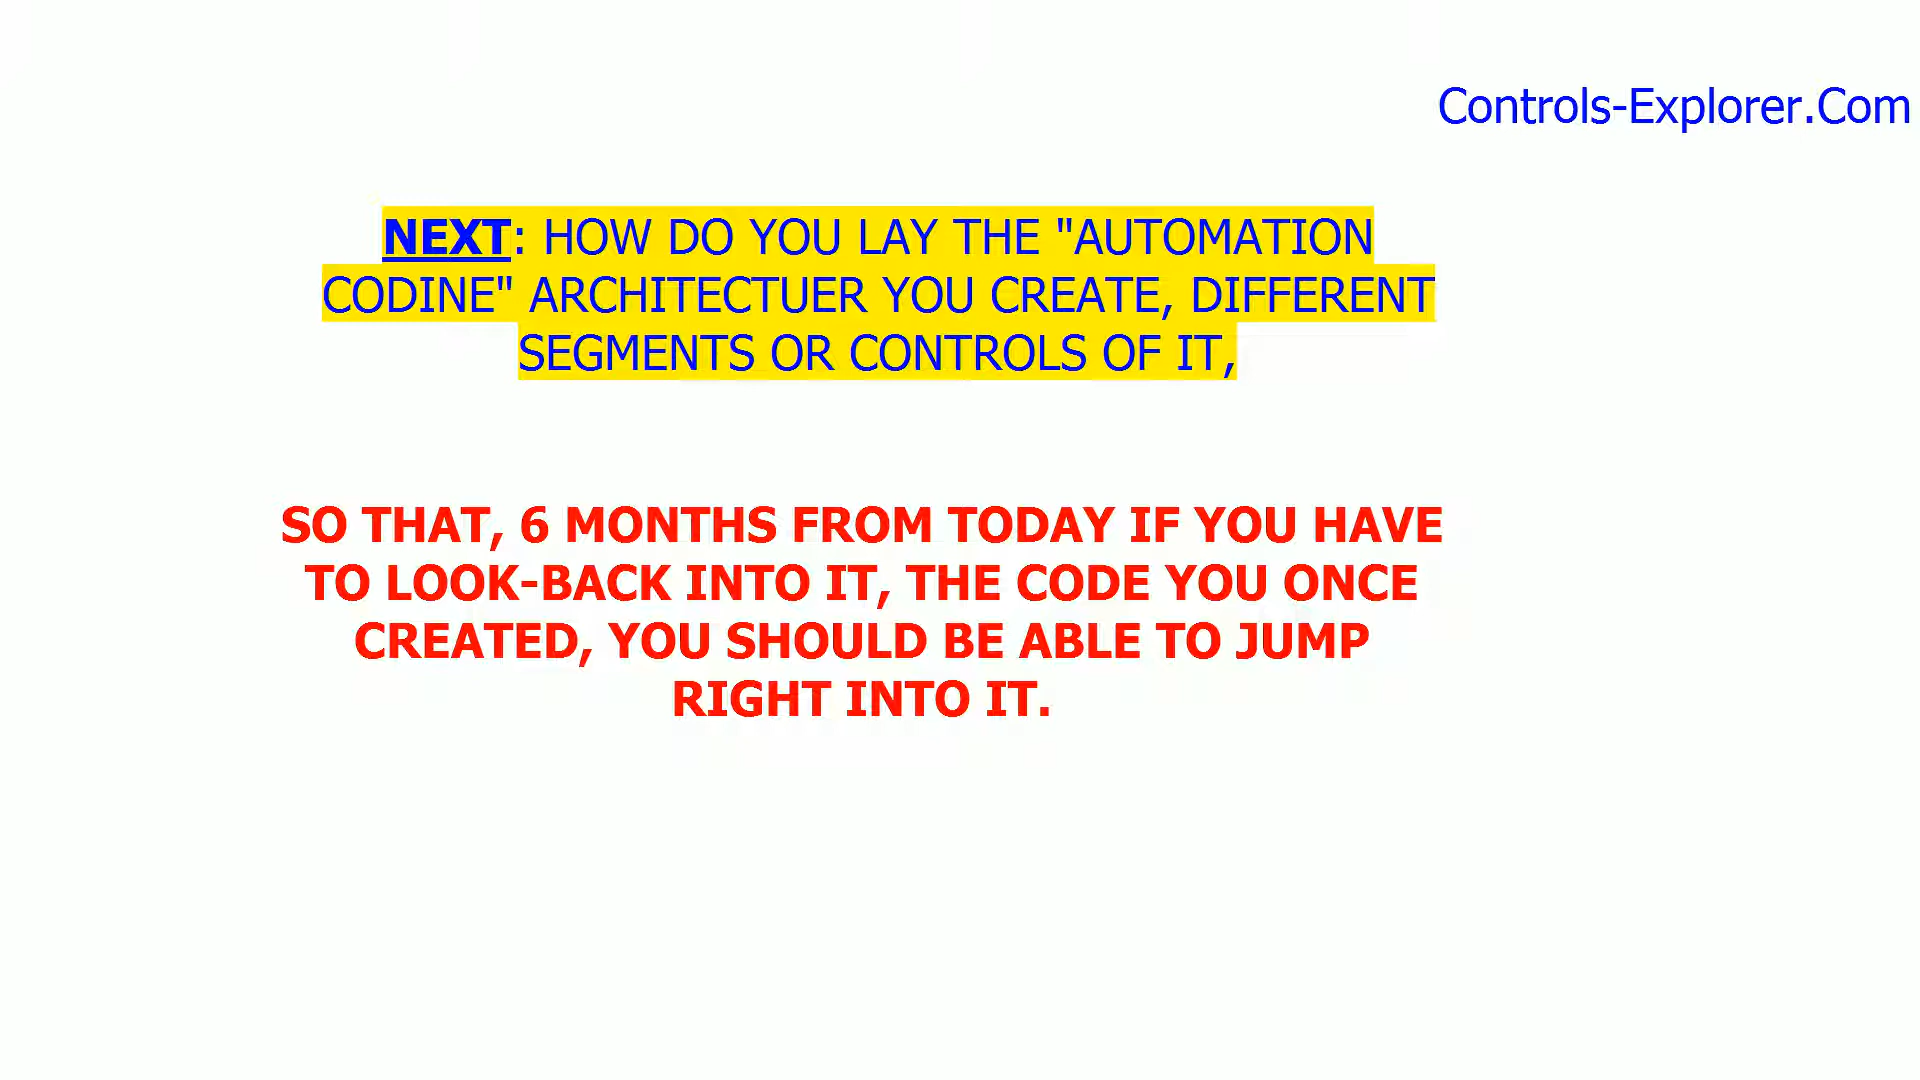 Controls-Explorer.Com
NEXT: HOW DO YOU LAY THE "AUTOMATION
CODINE" ARCHITECTUER YOU CREATE, DIFFERENT
SEGMENTS OR CONTROLS OF IT,
SO THAT, 6 MONTHS FROM TODAY IF YOU HAVE
TO LOOK-BACK INTO IT, THE CODE YOU ONCE
CREATED, YOU SHOULD BE ABLE TO JUMP
RIGHT INTO IT.